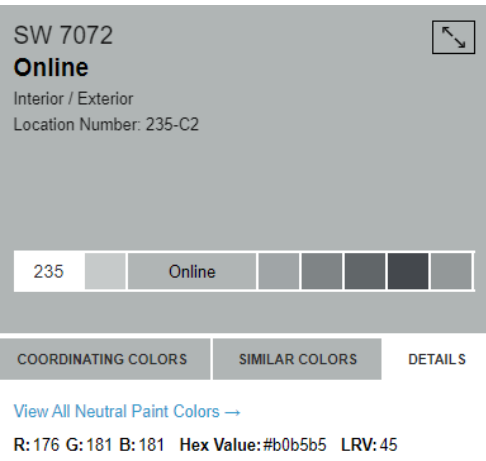 SW 7072
Online
Interior / Exterior
Location Number: 235-C2
235 Online
COORDINATING COLORS SIMILAR COLORS DETAILS
View All Neutral Paint Colors →
R: 176 G: 181 B: 181 Hex Value: #b0b5b5 LRV: 45